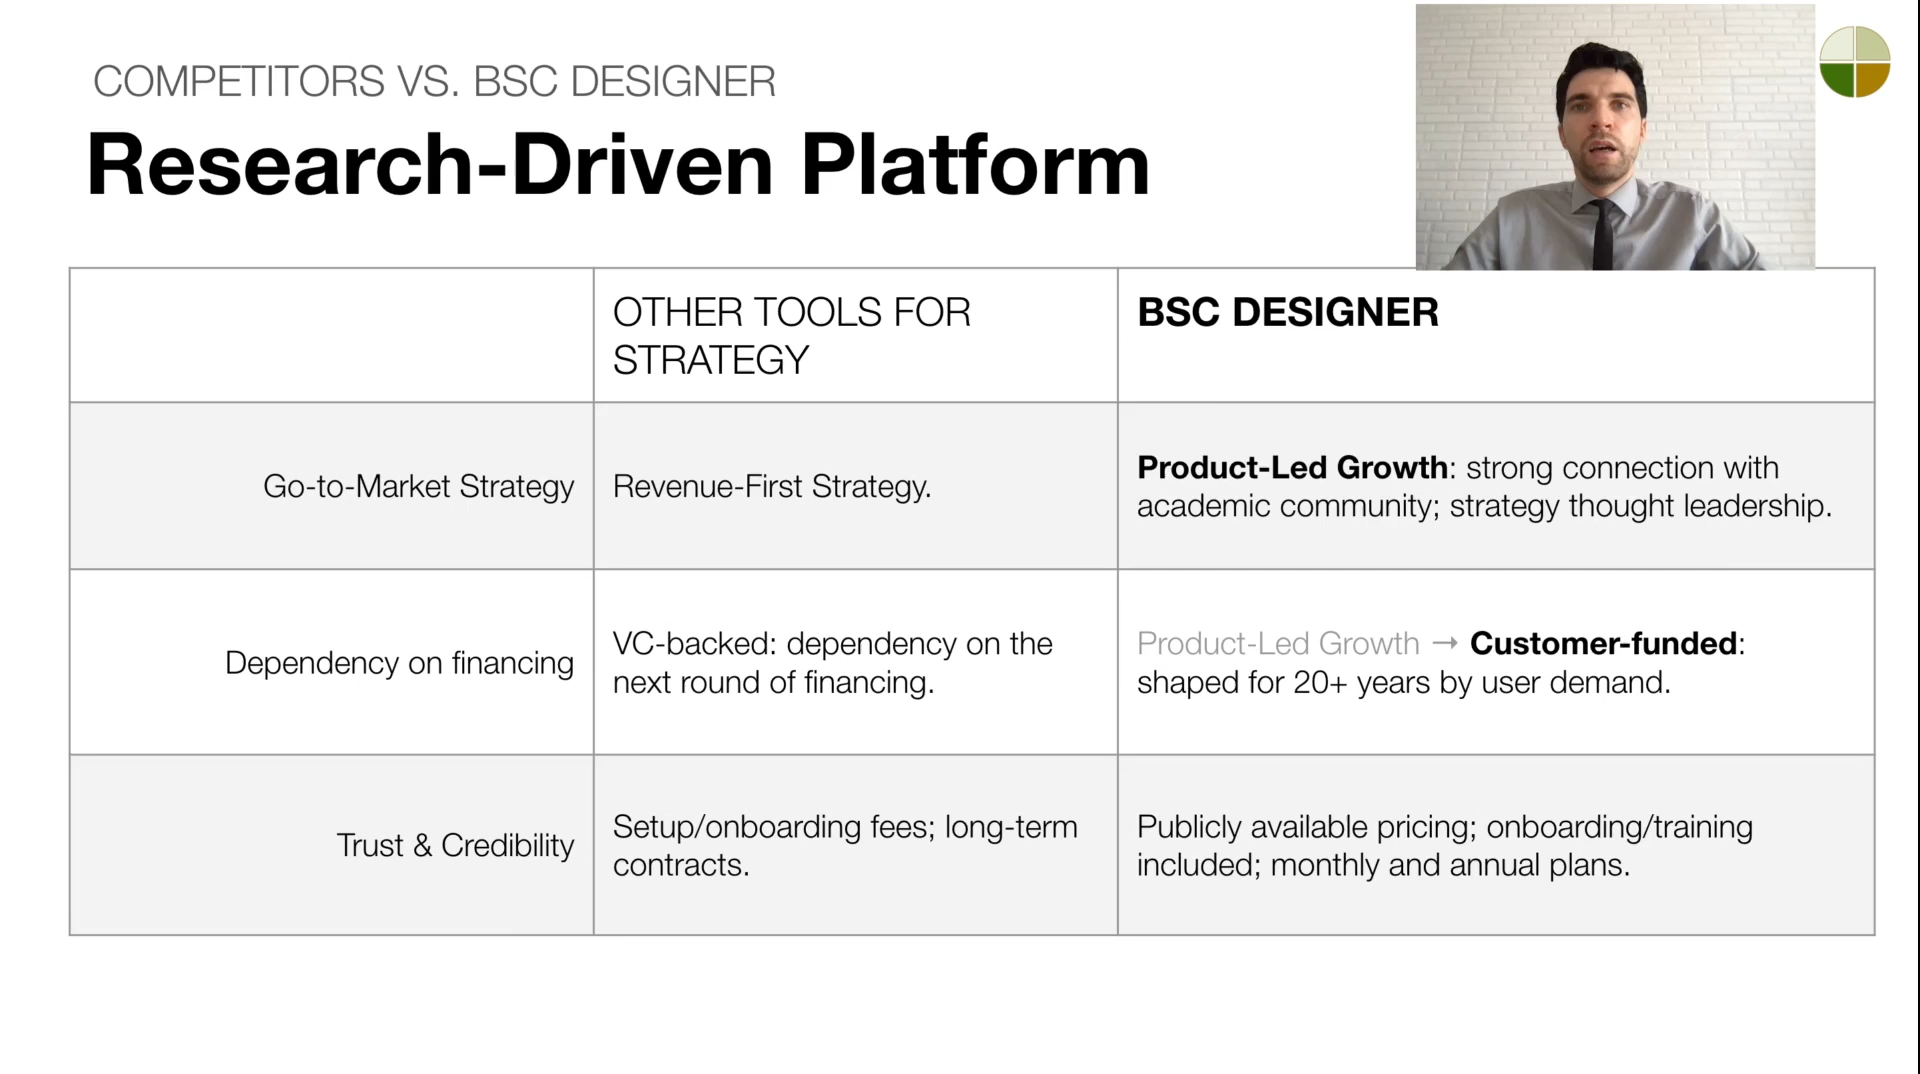 COMPETITORS VS. BSC DESIGNER
Research-Driven Platform
OTHER TOOLS FOR
STRATEGY
BSC DESIGNER
Go-to-Market Strategy
Revenue-First Strategy.
Product-Led Growth: strong connection with
academic community; strategy thought leadership.
Dependency on financing
VC-backed: dependency on the
next round of financing.
Product-Led Growth → Customer-funded:
shaped for 20+ years by user demand.
Trust & Credibility
Setup/onboarding fees; long-term
contracts.
Publicly available pricing; onboarding/training
included; monthly and annual plans.